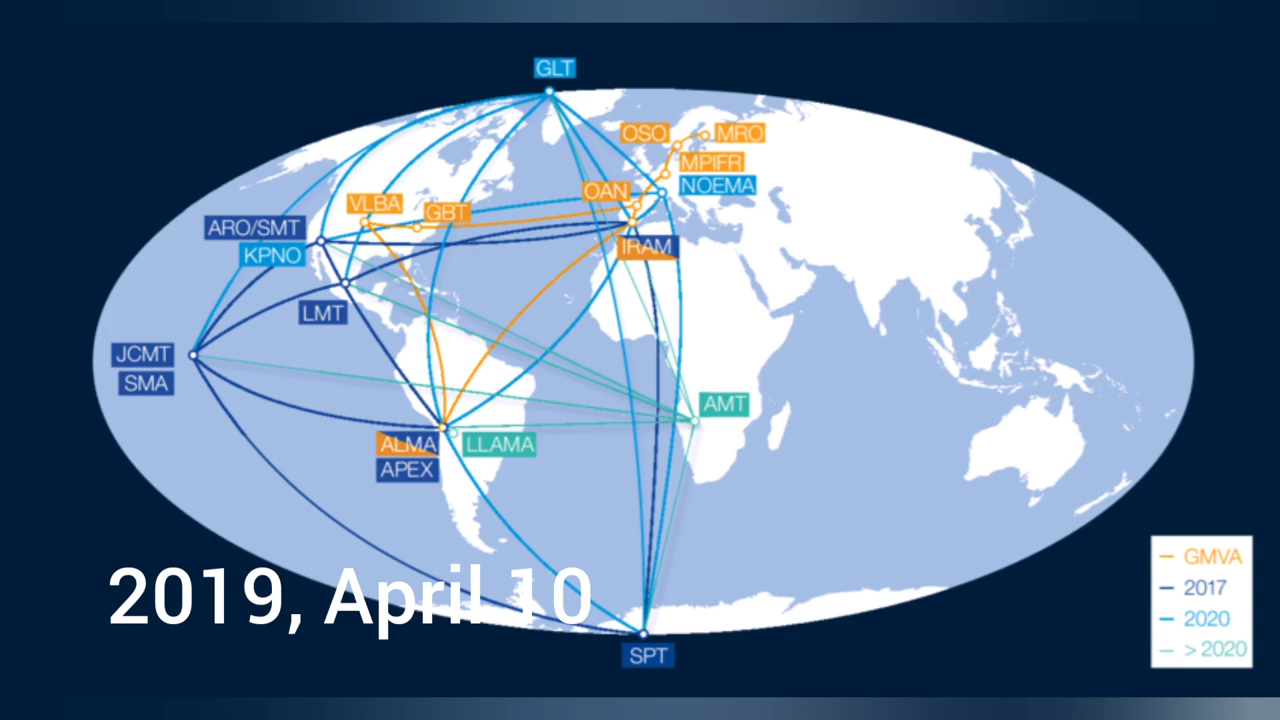 GLT
OSO
MRO
MPIFR
OAN
NOEMA
VLBA
GBT
ARO/SMT
KPNO
IRAM
LMT
JCMT
SMA
AMT
ALMA
LLAMA
APEX
2019, April 10
SPT
GMVA
2017
2020
> 2020